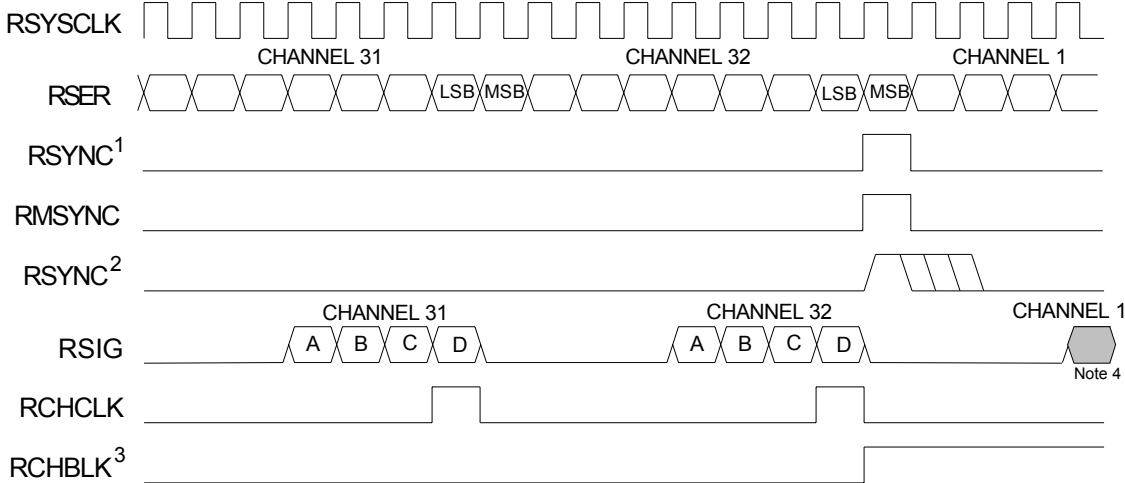 RSYSCLK
CHANNEL 31 CHANNEL 32 CHANNEL 1
RSER LSB MSB LSB MSB
RSYNC1
RMSYNC
RSYNC2
CHANNEL 31 CHANNEL 32 CHANNEL 1
RSIG A B C D A B C D
Note 4
RCHCLK
RCHBLK3